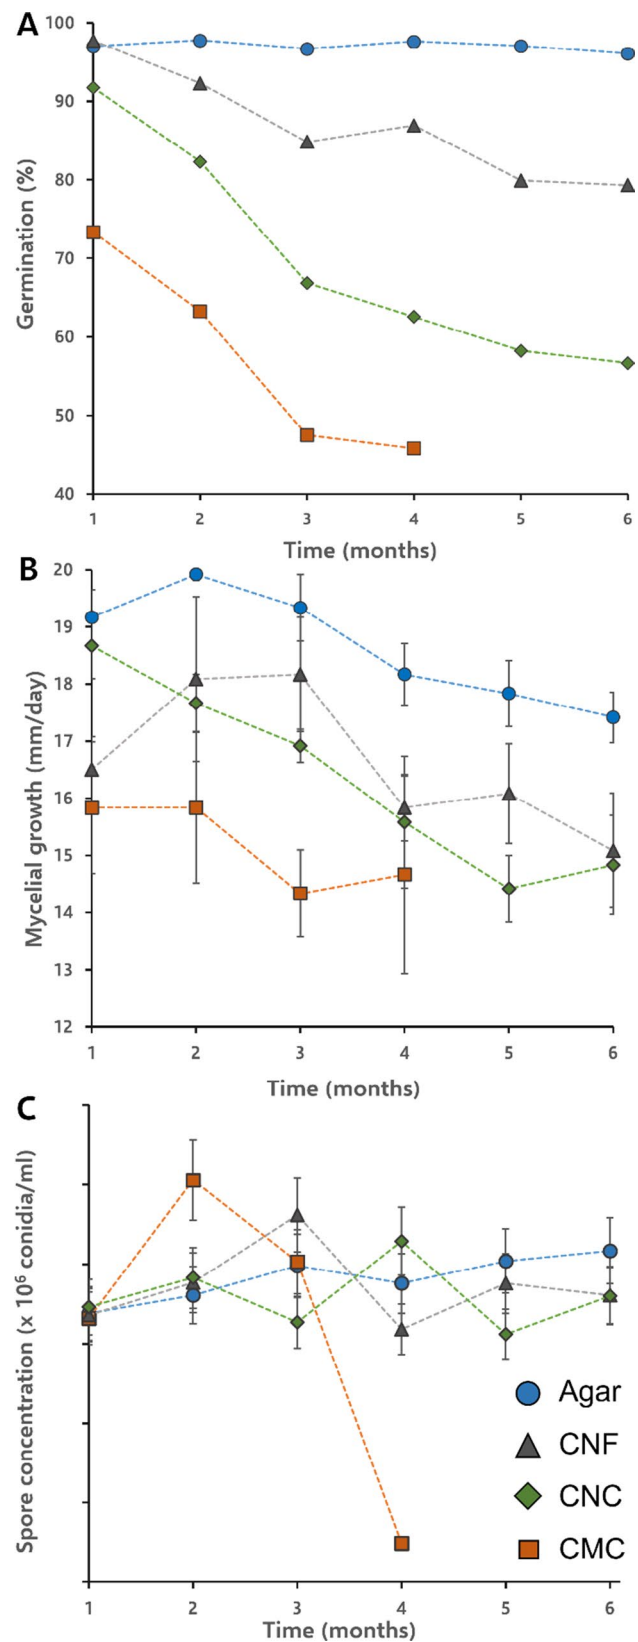 A
100
90
80
70
60
50
40
Germination (%)
1 2 3 4 5 6
Time (months)
B
20
19
18
17
16
15
14
13
12
Mycelial growth (mm/day)
1 2 3 4 5 6
Time (months)
C
Spore concentration (x 10⁶ conidia/ml)
Agar
CNF
CNC
CMC
1 2 3 4 5 6
Time (months)